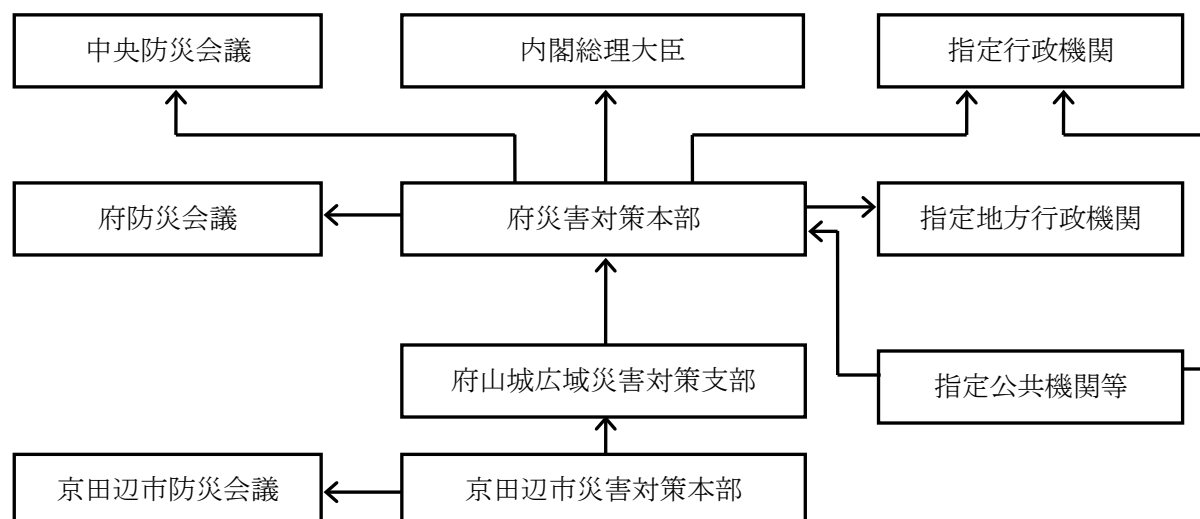 中央防災会議
内閣総理大臣
指定行政機関
府防災会議
府災害対策本部
指定地方行政機関
府山城広域災害対策支部
指定公共機関等
京田辺市防災会議
京田辺市災害対策本部